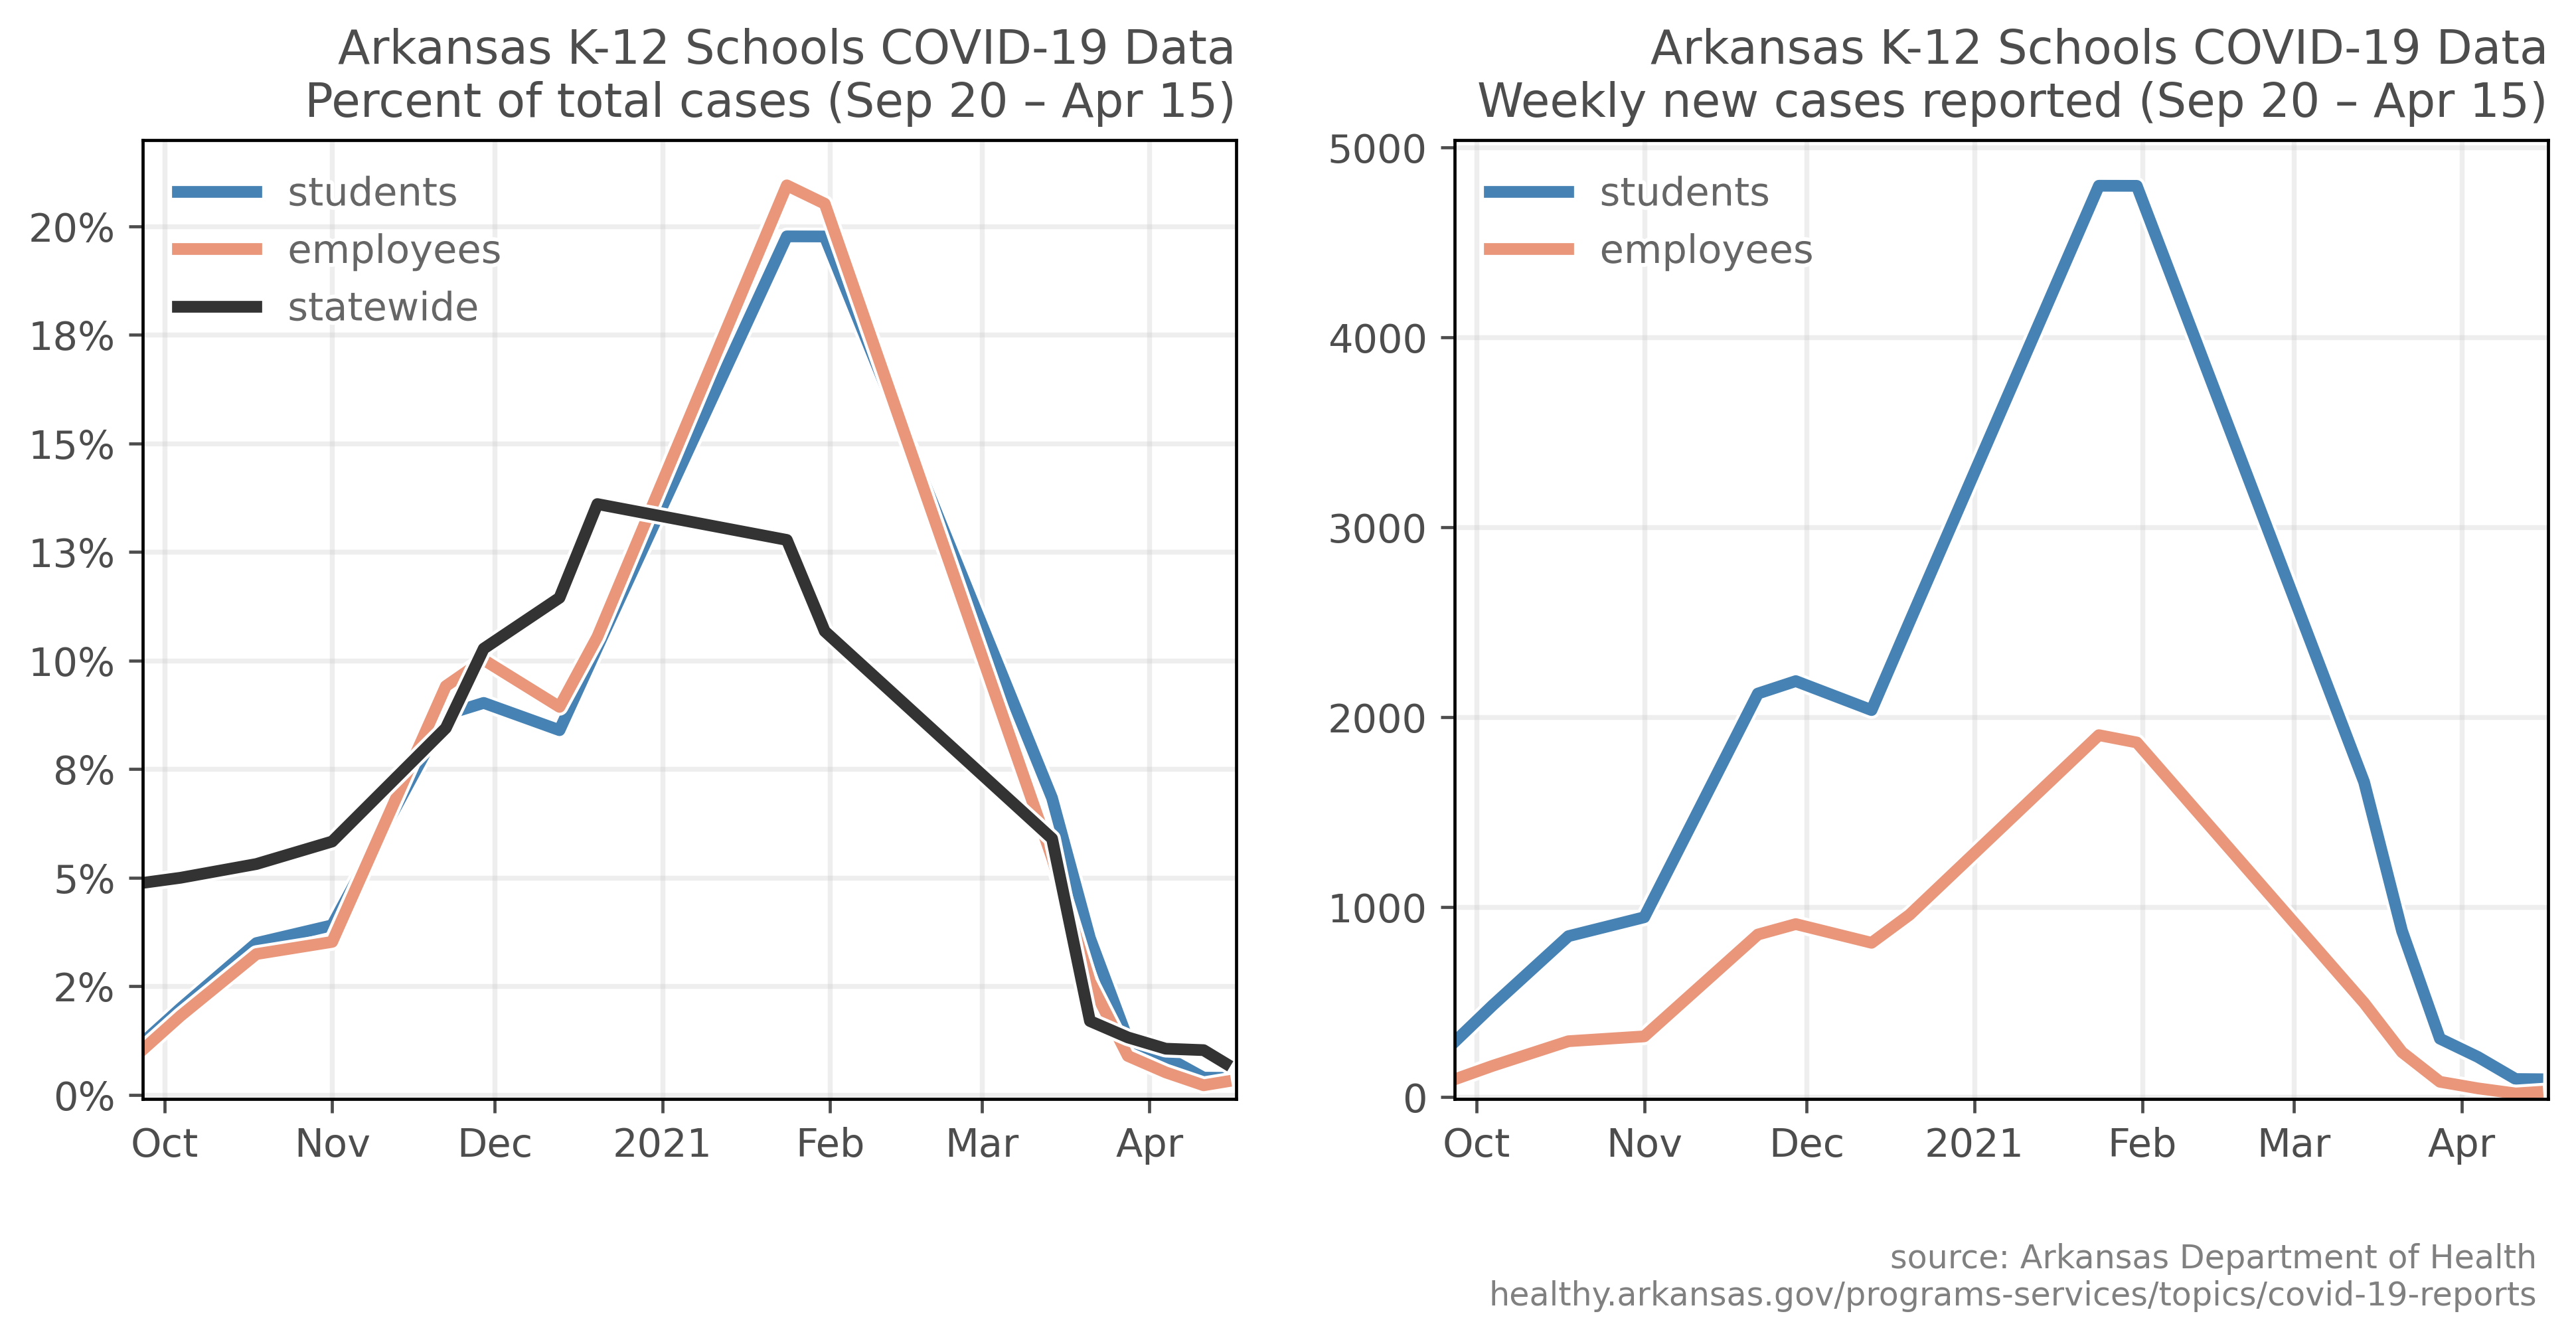 Arkansas K-12 Schools COVID-19 Data
Percent of total cases (Sep 20 – Apr 15)
students
employees
statewide
20%
18%
15%
13%
10%
8%
5%
2%
0%
Oct Nov Dec 2021 Feb Mar Apr
Arkansas K-12 Schools COVID-19 Data
Weekly new cases reported (Sep 20 – Apr 15)
students
employees
5000
4000
3000
2000
1000
0
Oct Nov Dec 2021 Feb Mar Apr
source: Arkansas Department of Health
healthy.arkansas.gov/programs-services/topics/covid-19-reports